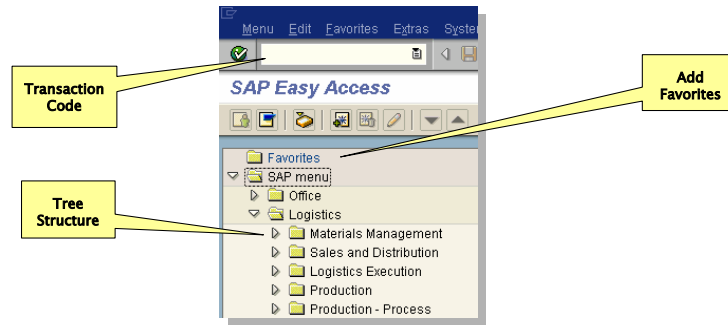 Menu Edit Favorites Extras System
SAP Easy Access
Transaction
Code
Add
Favorites
Favorites
SAP menu
Office
Logistics
Tree
Structure
Materials Management
Sales and Distribution
Logistics Execution
Production
Production - Process